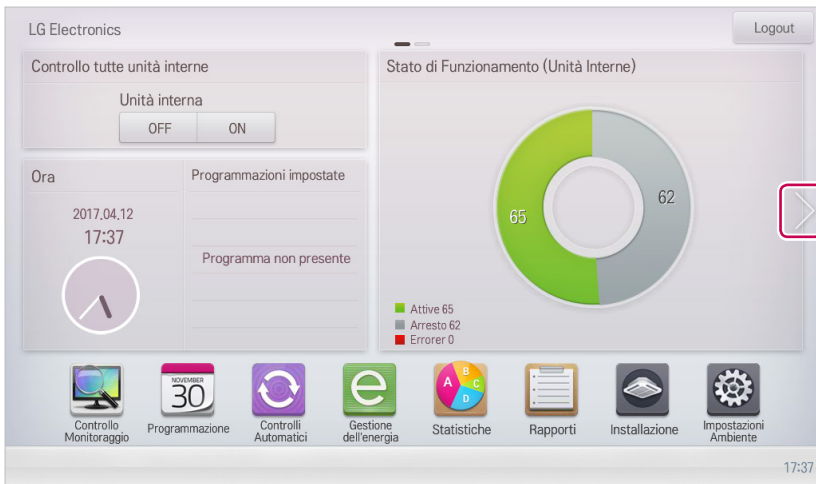 LG Electronics
Logout
Controllo tutte unità interne
Unità interna
OFF ON
Stato di Funzionamento (Unità Interne)
65
62
Attive 65
Arresto 62
Errorer 0
Ora
2017.04.12
17:37
Programmazioni impostate
Programma non presente
Controllo
Monitoraggio
NOVEMBER
30
Programmazione
Controlli
Automatici
e
Gestione
dell'energia
A
B
C
D
Statistiche
Rapporti
Installazione
Impostazioni
Ambiente
17:37